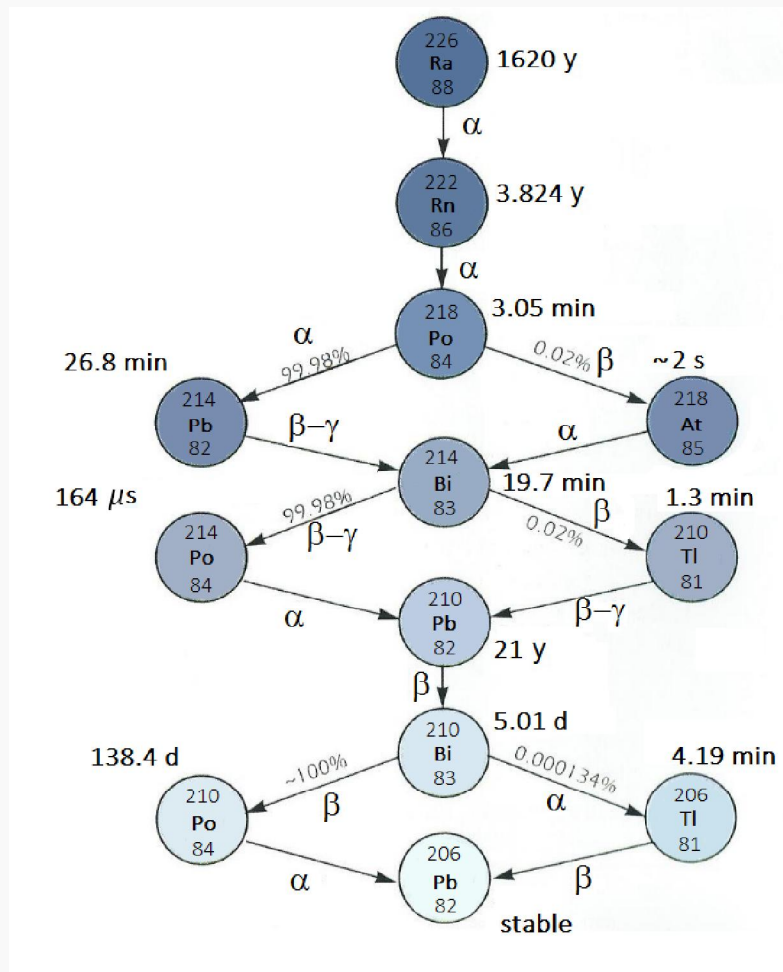 226
Ra
88
1620 y
α
222
Rn
86
3.824 y
α
218
Po
84
3.05 min
α
99.98%
0.02%
β
26.8 min
214
Pb
82
~2 s
218
At
85
β−γ
α
214
Bi
83
19.7 min
164 μs
99.98%
β−γ
β
0.02%
1.3 min
214
Po
84
210
Tl
81
α
β−γ
210
Pb
82
21 y
β
210
Bi
83
5.01 d
138.4 d
~100%
β
0.000134%
α
4.19 min
210
Po
84
206
Tl
81
α
β
206
Pb
82
stable